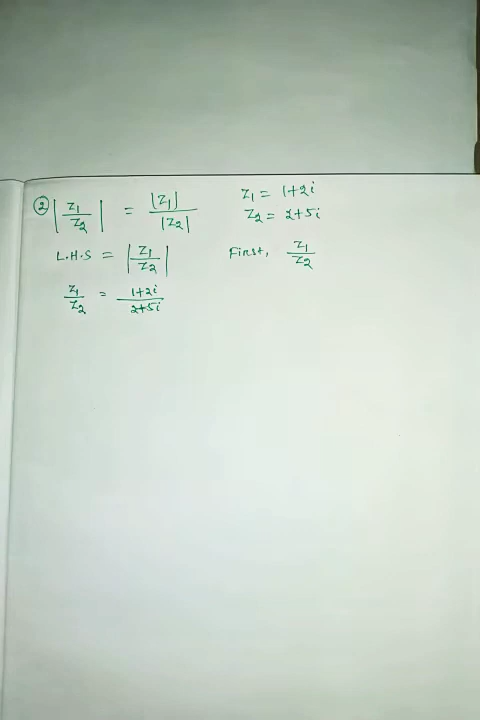 ② |z₁/z₂| = |z₁|/|z₂| z₁ = 1+2i
z₂ = 2+5i
L.H.S = |z₁/z₂| First, z₁/z₂
z₁/z₂ = (1+2i)/(2+5i)